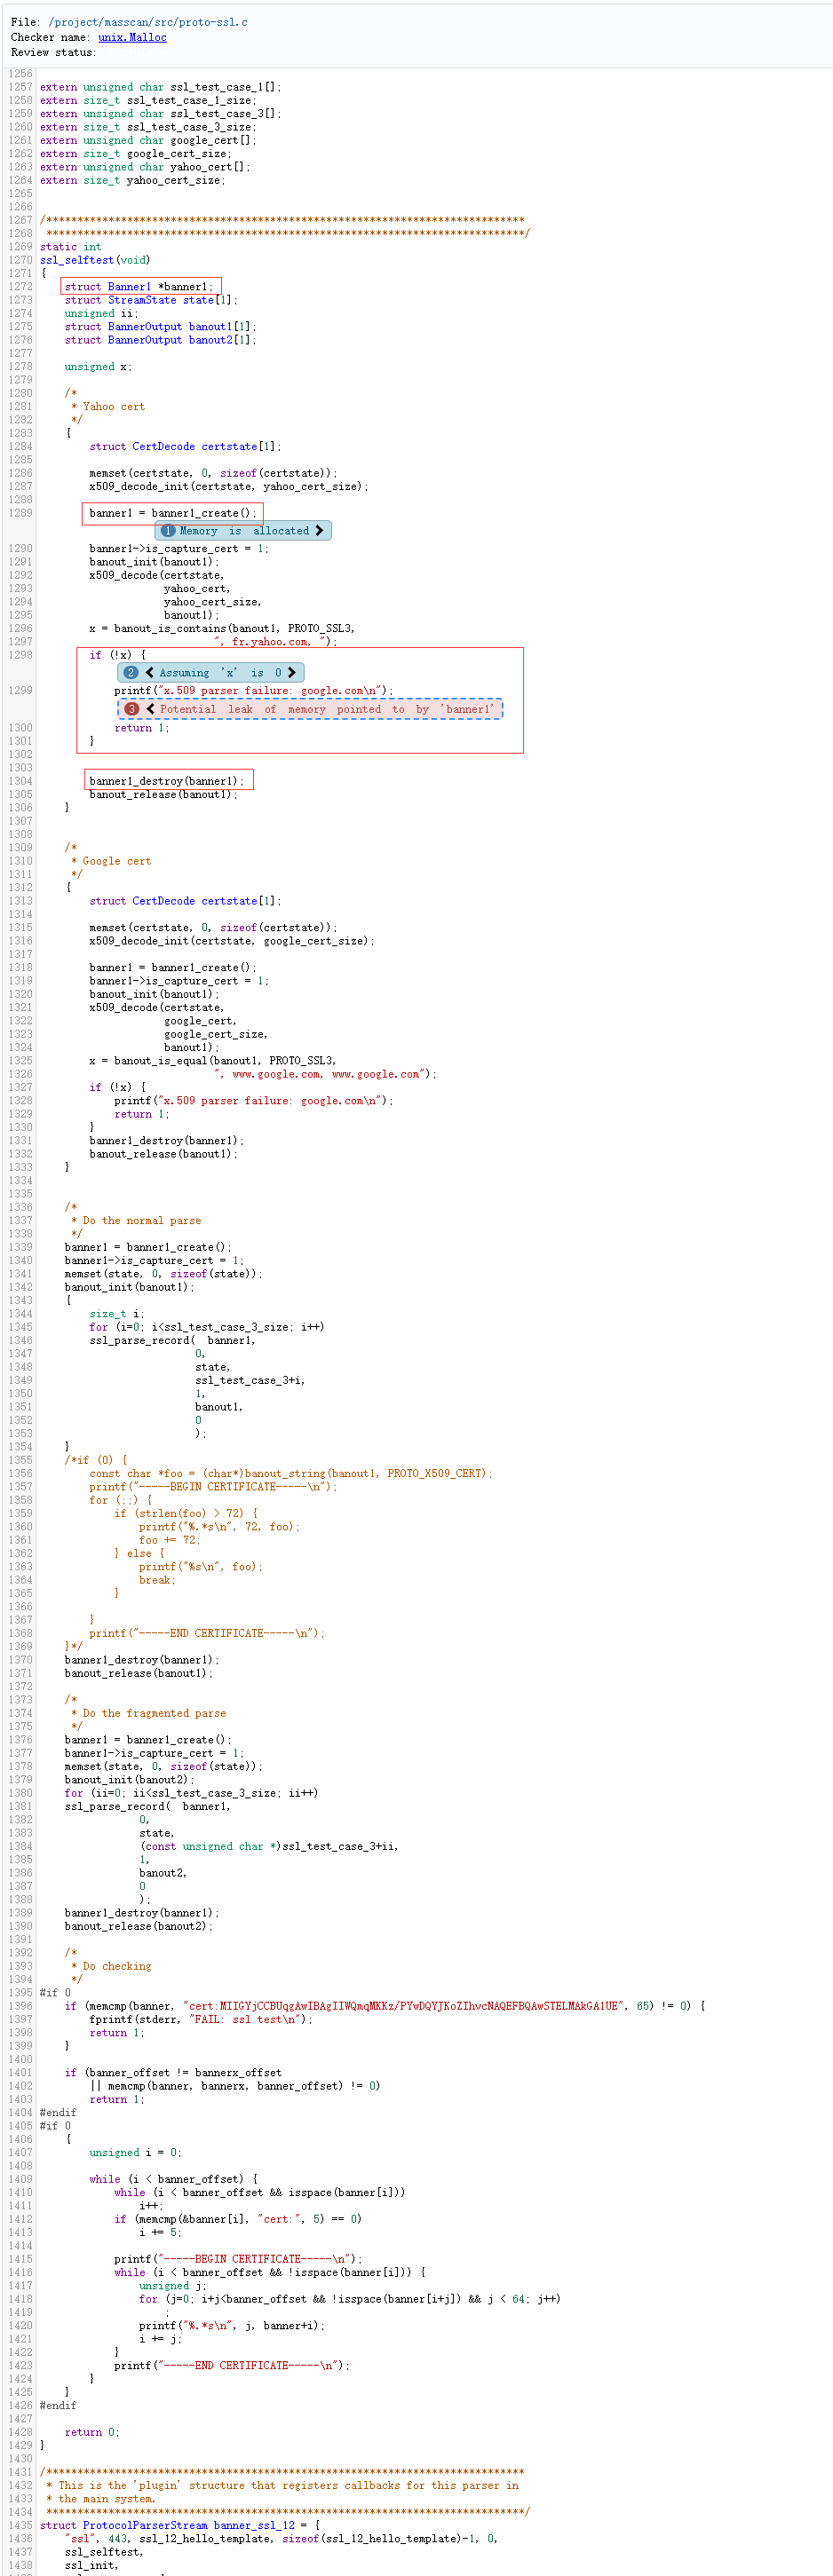 File: /project/masscan/src/proto-ssl.c
Checker name: unix.Malloc
Review status:
1256
1257 extern unsigned char ssl_test_case_1[];
1258 extern size_t ssl_test_case_1_size;
1259 extern unsigned char ssl_test_case_3[];
1260 extern size_t ssl_test_case_3_size;
1261 extern unsigned char google_cert[];
1262 extern size_t google_cert_size;
1263 extern unsigned char yahoo_cert[];
1264 extern size_t yahoo_cert_size;
1265
1266
1267 /*****************************************************************************
1268  *****************************************************************************/
1269 static int
1270 ssl_selftest(void)
1271 {
1272     struct Banner1 *banner1;
1273     struct StreamState state[1];
1274     unsigned ii;
1275     struct BannerOutput banout1[1];
1276     struct BannerOutput banout2[1];
1277
1278     unsigned x;
1279
1280     /*
1281      * Yahoo cert
1282      */
1283     {
1284         struct CertDecode certstate[1];
1285
1286         memset(certstate, 0, sizeof(certstate));
1287         x509_decode_init(certstate, yahoo_cert_size);
1288
1289         banner1 = banner1_create();
1 Memory is allocated >
1290         banner1->is_capture_cert = 1;
1291         banout_init(banout1);
1292         x509_decode(certstate,
1293                     yahoo_cert,
1294                     yahoo_cert_size,
1295                     banout1);
1296         x = banout_is_contains(banout1, PROTO_SSL3,
1297                             ", fr.yahoo.com, ");
1298         if (!x) {
2 < Assuming 'x' is 0 >
1299             printf("x.509 parser failure: google.com\n");
3 < Potential leak of memory pointed to by 'banner1'
1300             return 1;
1301         }
1302
1303
1304         banner1_destroy(banner1);
1305         banout_release(banout1);
1306     }
1307
1308
1309     /*
1310      * Google cert
1311      */
1312     {
1313         struct CertDecode certstate[1];
1314
1315         memset(certstate, 0, sizeof(certstate));
1316         x509_decode_init(certstate, google_cert_size);
1317
1318         banner1 = banner1_create();
1319         banner1->is_capture_cert = 1;
1320         banout_init(banout1);
1321         x509_decode(certstate,
1322                     google_cert,
1323                     google_cert_size,
1324                     banout1);
1325         x = banout_is_equal(banout1, PROTO_SSL3,
1326                             ", www.google.com, www.google.com");
1327         if (!x) {
1328             printf("x.509 parser failure: google.com\n");
1329             return 1;
1330         }
1331         banner1_destroy(banner1);
1332         banout_release(banout1);
1333     }
1334
1335
1336     /*
1337      * Do the normal parse
1338      */
1339     banner1 = banner1_create();
1340     banner1->is_capture_cert = 1;
1341     memset(state, 0, sizeof(state));
1342     banout_init(banout1);
1343     {
1344         size_t i;
1345         for (i=0; i<ssl_test_case_3_size; i++)
1346         ssl_parse_record(  banner1,
1347                          0,
1348                          state,
1349                          ssl_test_case_3+i,
1350                          1,
1351                          banout1,
1352                          0
1353                          );
1354     }
1355     /*if (0) {
1356         const char *foo = (char*)banout_string(banout1, PROTO_X509_CERT);
1357         printf("-----BEGIN CERTIFICATE-----\n");
1358         for (;;) {
1359             if (strlen(foo) > 72) {
1360                 printf("%.*s\n", 72, foo);
1361                 foo += 72;
1362             } else {
1363                 printf("%s\n", foo);
1364                 break;
1365             }
1366
1367         }
1368         printf("-----END CERTIFICATE-----\n");
1369     }*/
1370     banner1_destroy(banner1);
1371     banout_release(banout1);
1372
1373     /*
1374      * Do the fragmented parse
1375      */
1376     banner1 = banner1_create();
1377     banner1->is_capture_cert = 1;
1378     memset(state, 0, sizeof(state));
1379     banout_init(banout2);
1380     for (ii=0; ii<ssl_test_case_3_size; ii++)
1381     ssl_parse_record(  banner1,
1382                 0,
1383                 state,
1384                 (const unsigned char *)ssl_test_case_3+ii,
1385                 1,
1386                 banout2,
1387                 0
1388                 );
1389     banner1_destroy(banner1);
1390     banout_release(banout2);
1391
1392     /*
1393      * Do checking
1394      */
1395 #if 0
1396     if (memcmp(banner, "cert:MIIGYjCCBUqgAwIBAgIIWQmqMKKz/PYwDQYJKoZIhvcNAQEFBQAwSTELMAkGA1UE", 65) != 0) {
1397         fprintf(stderr, "FAIL: ssl test\n");
1398         return 1;
1399     }
1400
1401     if (banner_offset != bannerx_offset
1402         || memcmp(banner, bannerx, banner_offset) != 0)
1403         return 1;
1404 #endif
1405 #if 0
1406     {
1407         unsigned i = 0;
1408
1409         while (i < banner_offset) {
1410             while (i < banner_offset && isspace(banner[i]))
1411                 i++;
1412             if (memcmp(&banner[i], "cert:", 5) == 0)
1413                 i += 5;
1414
1415             printf("-----BEGIN CERTIFICATE-----\n");
1416             while (i < banner_offset && !isspace(banner[i])) {
1417                 unsigned j;
1418                 for (j=0; i+j<banner_offset && !isspace(banner[i+j]) && j < 64; j++)
1419                     ;
1420                 printf("%.*s\n", j, banner+i);
1421                 i += j;
1422             }
1423             printf("-----END CERTIFICATE-----\n");
1424         }
1425     }
1426 #endif
1427
1428     return 0;
1429 }
1430
1431 /*****************************************************************************
1432  * This is the 'plugin' structure that registers callbacks for this parser in
1433  * the main system.
1434  *****************************************************************************/
1435 struct ProtocolParserStream banner_ssl_12 = {
1436     "ssl", 443, ssl_12_hello_template, sizeof(ssl_12_hello_template)-1, 0,
1437     ssl_selftest,
1438     ssl_init,